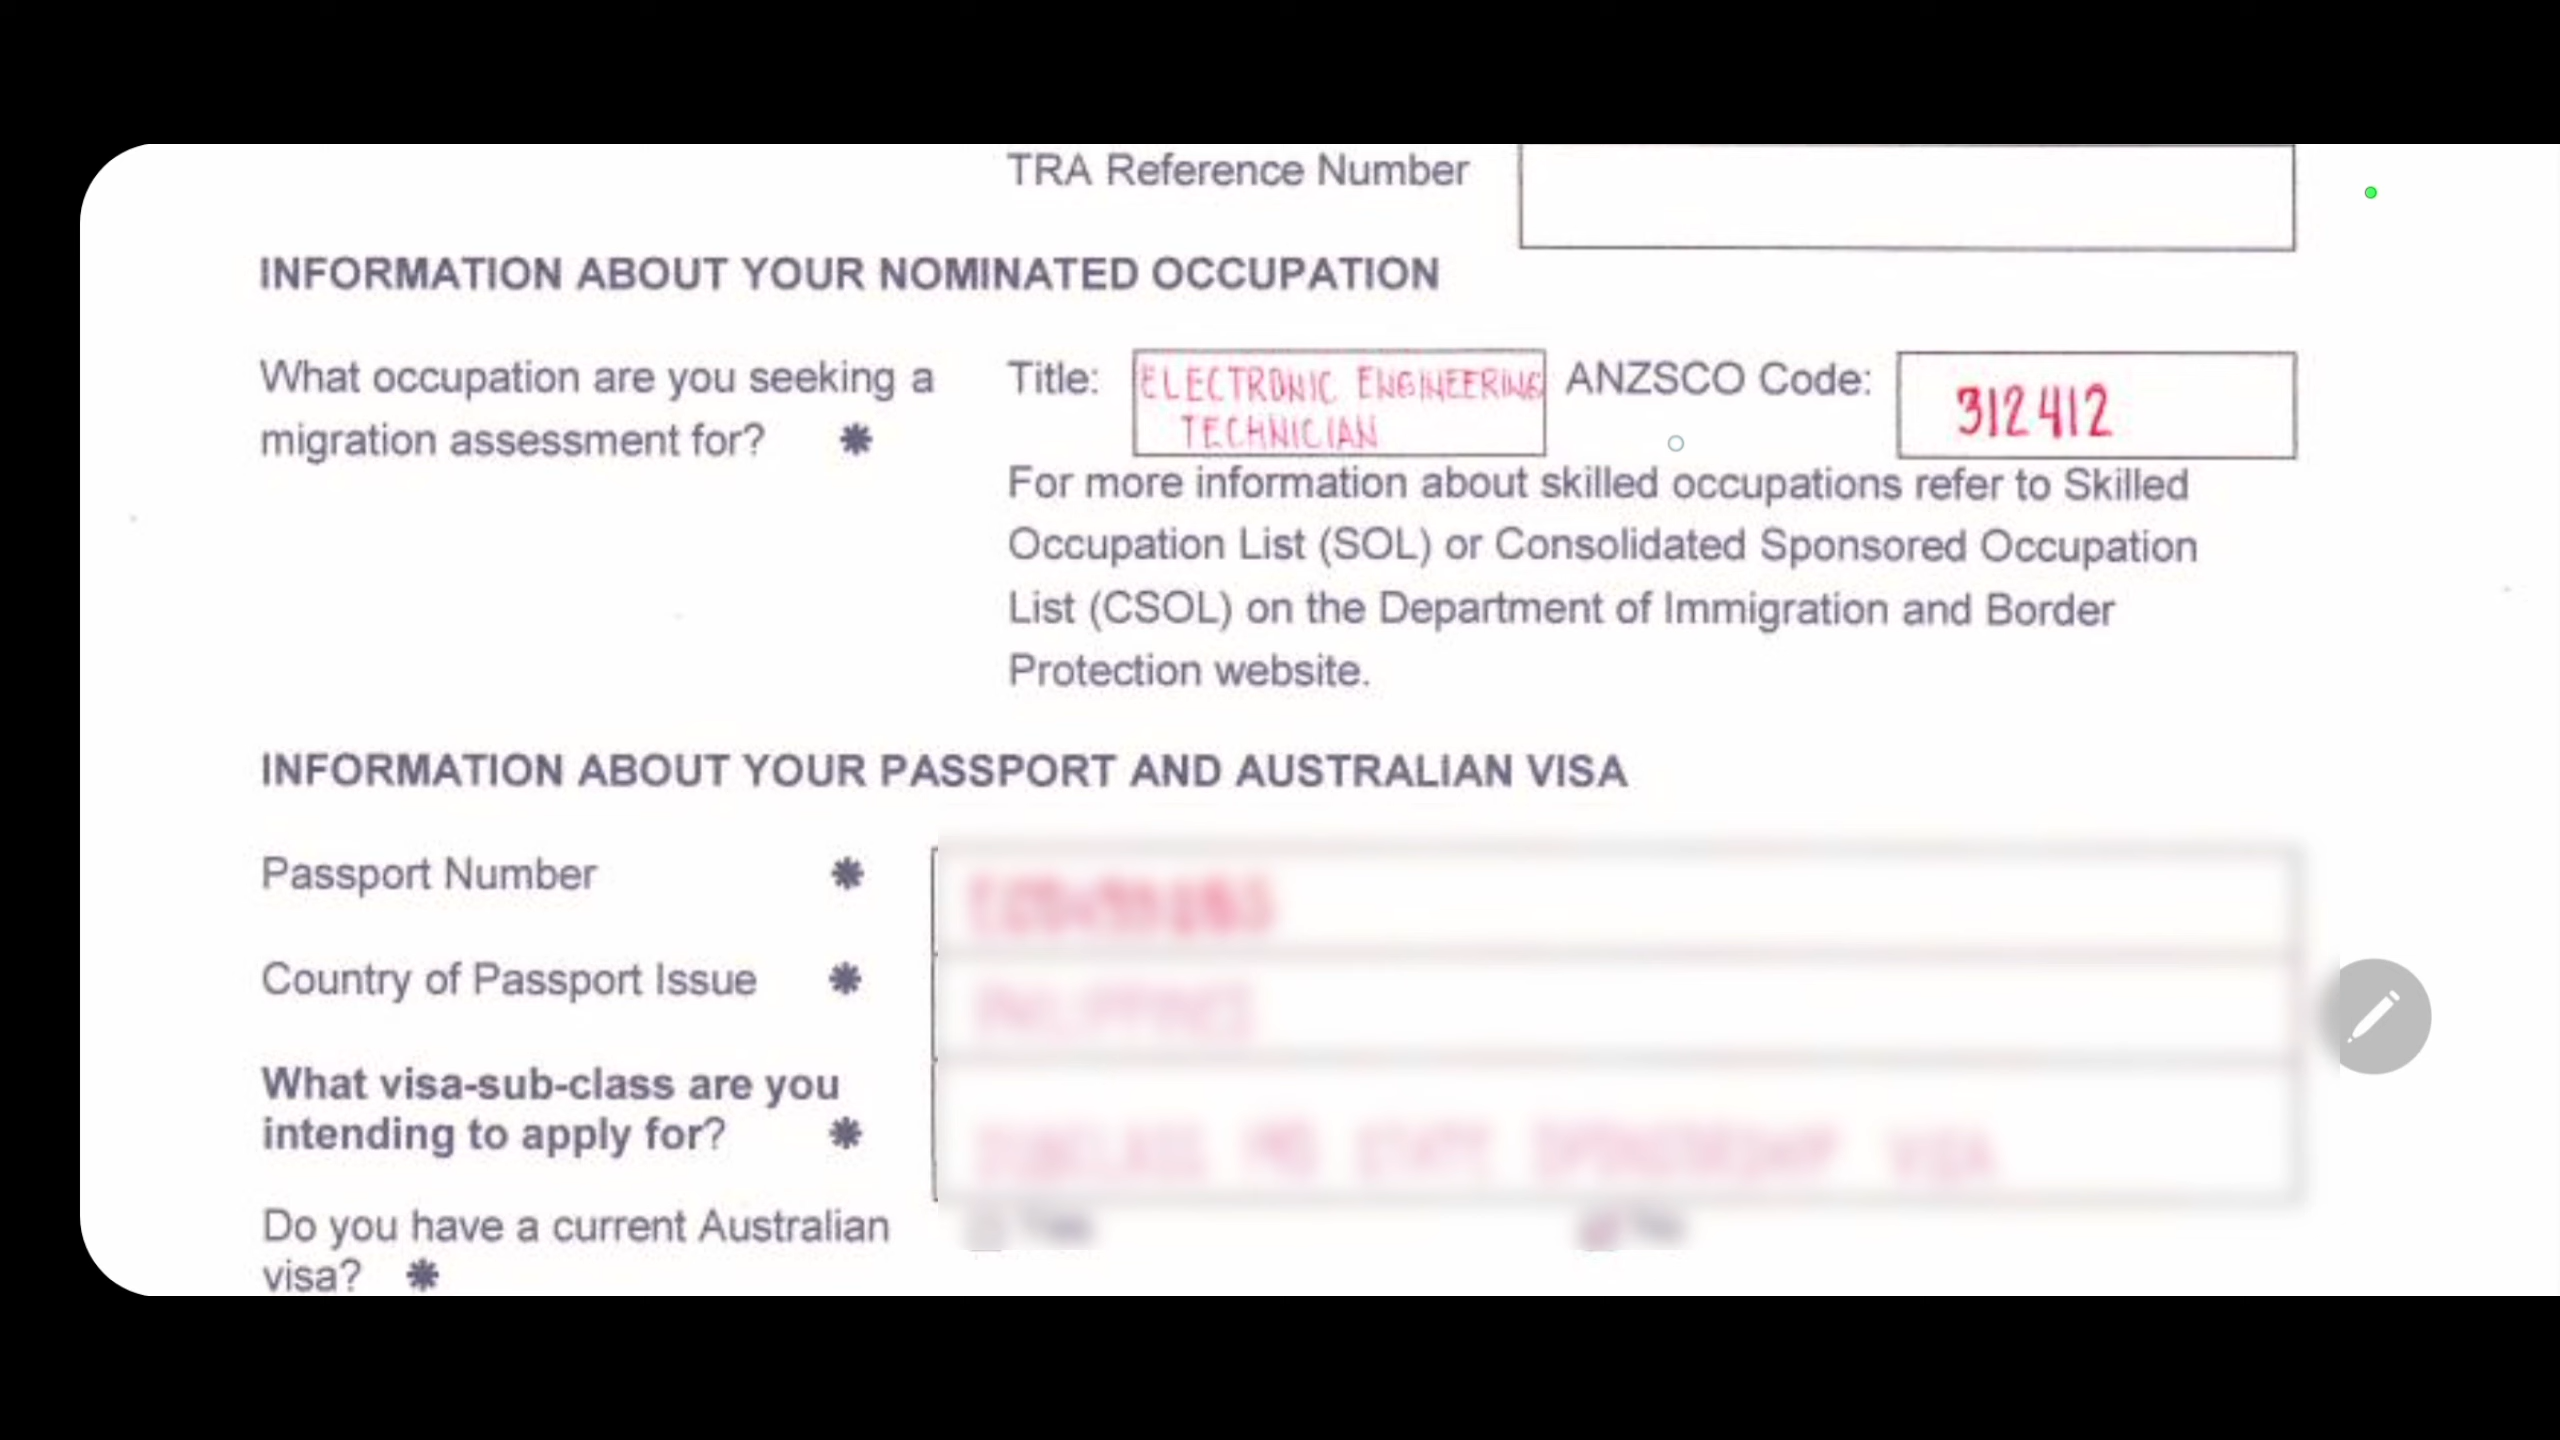 TRA Reference Number
INFORMATION ABOUT YOUR NOMINATED OCCUPATION
What occupation are you seeking a
migration assessment for? *
Title: ELECTRONIC ENGINEERING
TECHNICIAN
ANZSCO Code: 312412
For more information about skilled occupations refer to Skilled
Occupation List (SOL) or Consolidated Sponsored Occupation
List (CSOL) on the Department of Immigration and Border
Protection website.
INFORMATION ABOUT YOUR PASSPORT AND AUSTRALIAN VISA
Passport Number *
Country of Passport Issue *
What visa-sub-class are you
intending to apply for? *
Do you have a current Australian
visa? *